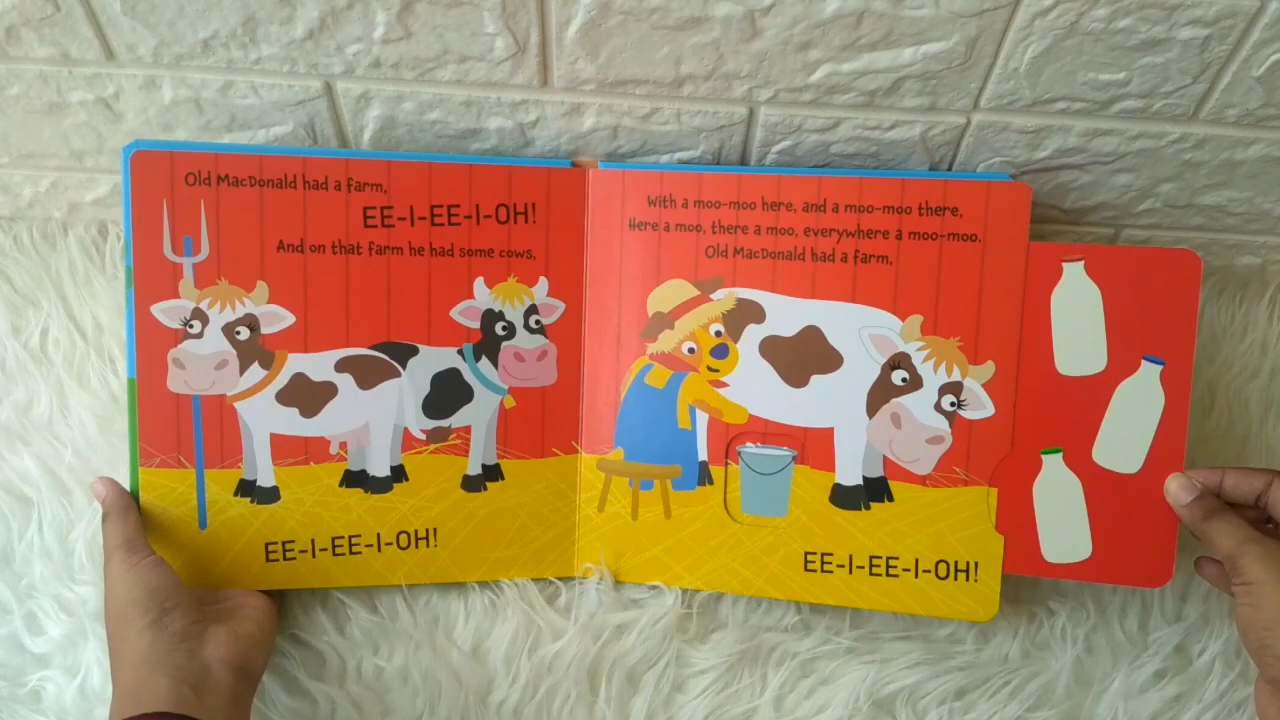 Old MacDonald had a farm,
EE-I-EE-I-OH!
And on that farm he had some cows,
EE-I-EE-I-OH!
With a moo-moo here, and a moo-moo there,
Here a moo, there a moo, everywhere a moo-moo.
Old MacDonald had a farm,
EE-I-EE-I-OH!